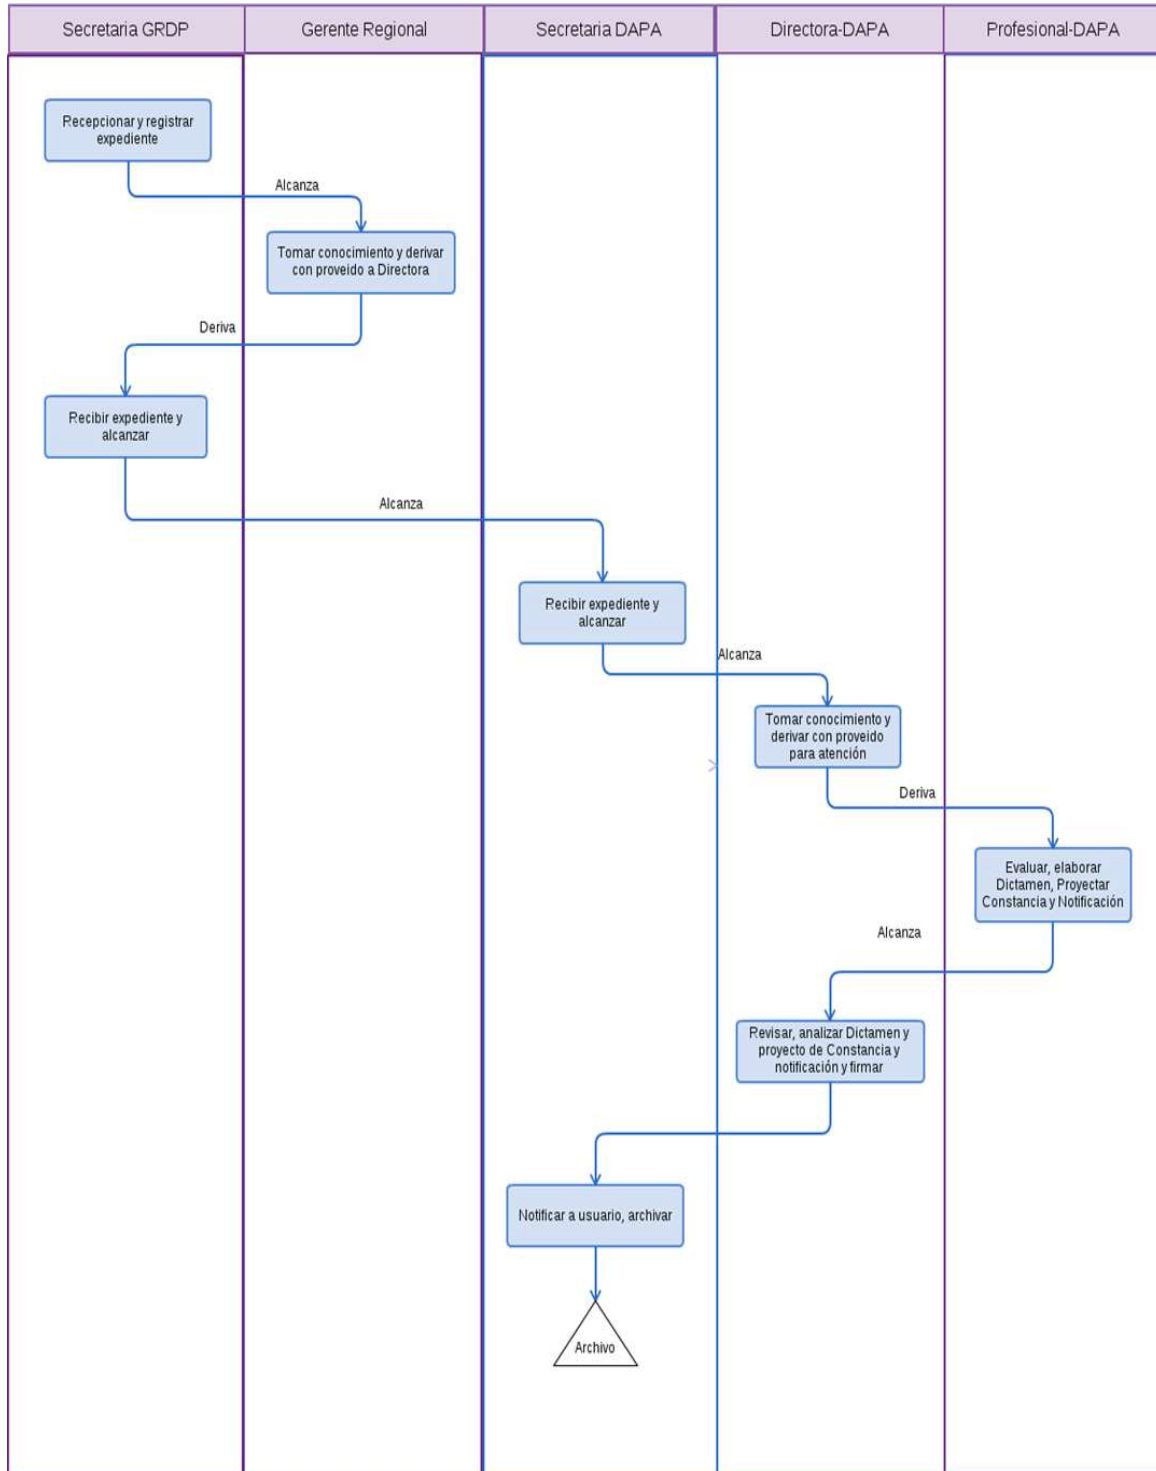 Secretaria GRDP
Gerente Regional
Secretaria DAPA
Directora-DAPA
Profesional-DAPA
Recepcionar y registrar
expediente
Alcanza
Tomar conocimiento y derivar
con proveido a Directora
Deriva
Recibir expediente y
alcanzar
Alcanza
Recibir expediente y
alcanzar
Alcanza
Tomar conocimiento y
derivar con proveido
para atención
Deriva
Evaluar, elaborar
Dictamen, Proyectar
Constancia y Notificación
Alcanza
Revisar, analizar Dictamen y
proyecto de Constancia y
notificación y firmar
Notificar a usuario, archivar
Archivo